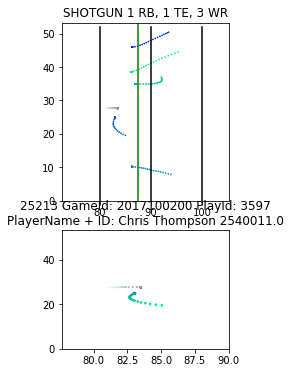 SHOTGUN 1 RB, 1 TE, 3 WR
50
40
30
20
10
0
80 90 100
25213 GameId: 2017100200 PlayId: 3597
PlayerName + ID: Chris Thompson 2540011.0
40
20
0
80.0 82.5 85.0 87.5 90.0